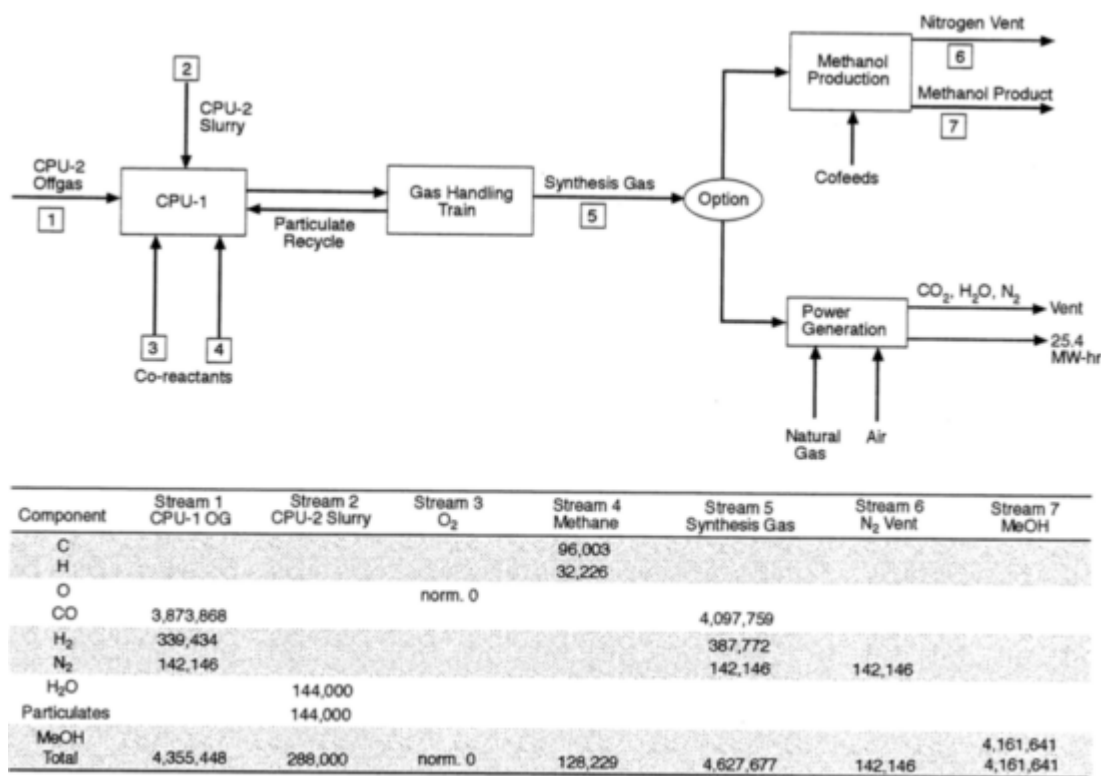 Nitrogen Vent
6
Methanol
Production
Methanol Product
7
2
CPU-2
Slurry
CPU-2
Offgas
1
CPU-1
Gas Handling
Train
Synthesis Gas
5
Option
Cofeeds
Particulate
Recycle
3
4
Co-reactants
Power
Generation
CO2, H2O, N2
Vent
25.4
MW-hr
Natural
Gas
Air
Component Stream 1 CPU-1 OG Stream 2 CPU-2 Slurry Stream 3 O2 Stream 4 Methane Stream 5 Synthesis Gas Stream 6 N2 Vent Stream 7 MeOH
C 96,003
H 32,226
O norm. 0
CO 3,873,868 4,097,759
H2 339,434 387,772
N2 142,146 142,146 142,146
H2O 144,000
Particulates 144,000
MeOH 4,161,641
Total 4,355,448 288,000 norm. 0 128,229 4,627,677 142,146 4,161,641